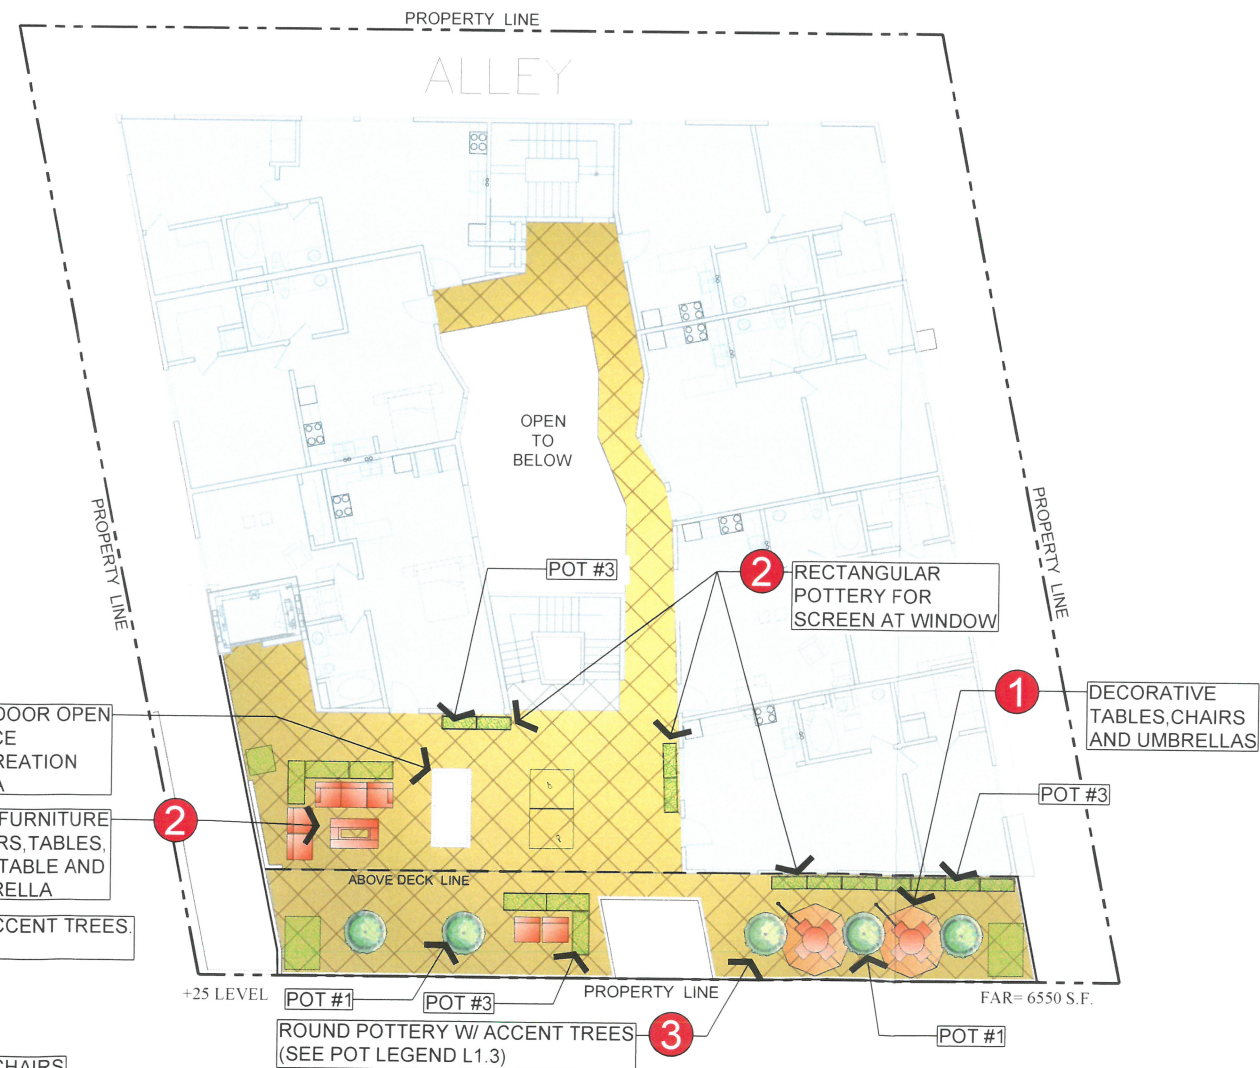 PROPERTY LINE
ALLEY
OPEN
TO
BELOW
PROPERTY LINE
PROPERTY LINE
POT #3
2
RECTANGULAR
POTTERY FOR
SCREEN AT WINDOW
1
DECORATIVE
TABLES,CHAIRS
AND UMBRELLAS
DOOR OPEN
CE
REATION
A
2
FURNITURE
RS,TABLES,
TABLE AND
RELLA
POT #3
ABOVE DECK LINE
CCENT TREES.
+25 LEVEL
POT #1
POT #3
PROPERTY LINE
FAR= 6550 S.F.
ROUND POTTERY W/ ACCENT TREES
(SEE POT LEGEND L1.3)
3
POT #1
CHAIRS